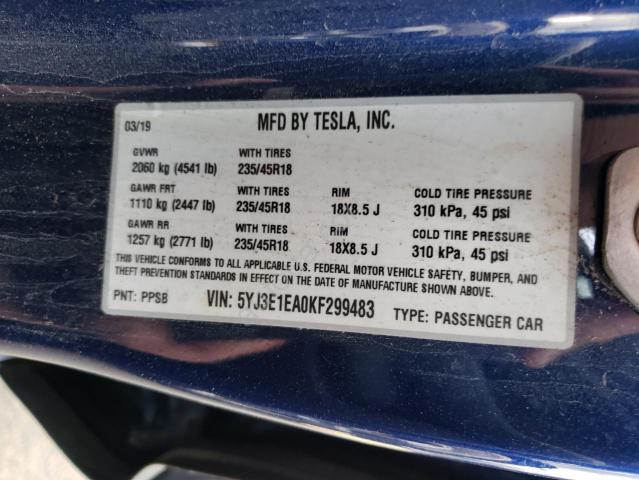 03/19 MFD BY TESLA, INC.
GVWR WITH TIRES
2060 kg (4541 lb) 235/45R18
GAWR FRT WITH TIRES RIM COLD TIRE PRESSURE
1110 kg (2447 lb) 235/45R18 18X8.5 J 310 kPa, 45 psi
GAWR RR WITH TIRES RIM COLD TIRE PRESSURE
1257 kg (2771 lb) 235/45R18 18X8.5 J 310 kPa, 45 psi
THIS VEHICLE CONFORMS TO ALL APPLICABLE U.S. FEDERAL MOTOR VEHICLE SAFETY, BUMPER, AND
THEFT PREVENTION STANDARDS IN EFFECT ON THE DATE OF MANUFACTURE SHOWN ABOVE.
PNT: PPSB VIN: 5YJ3E1EA0KF299483 TYPE: PASSENGER CAR